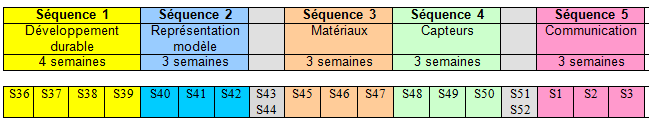 Séquence 1 Séquence 2 Séquence 3 Séquence 4 Séquence 5
Développement durable Représentation modèle Matériaux Capteurs Communication
4 semaines 3 semaines 3 semaines 3 semaines 3 semaines
S36 S37 S38 S39 S40 S41 S42 S43 S45 S46 S47 S48 S49 S50 S51 S1 S2 S3
S44 S52